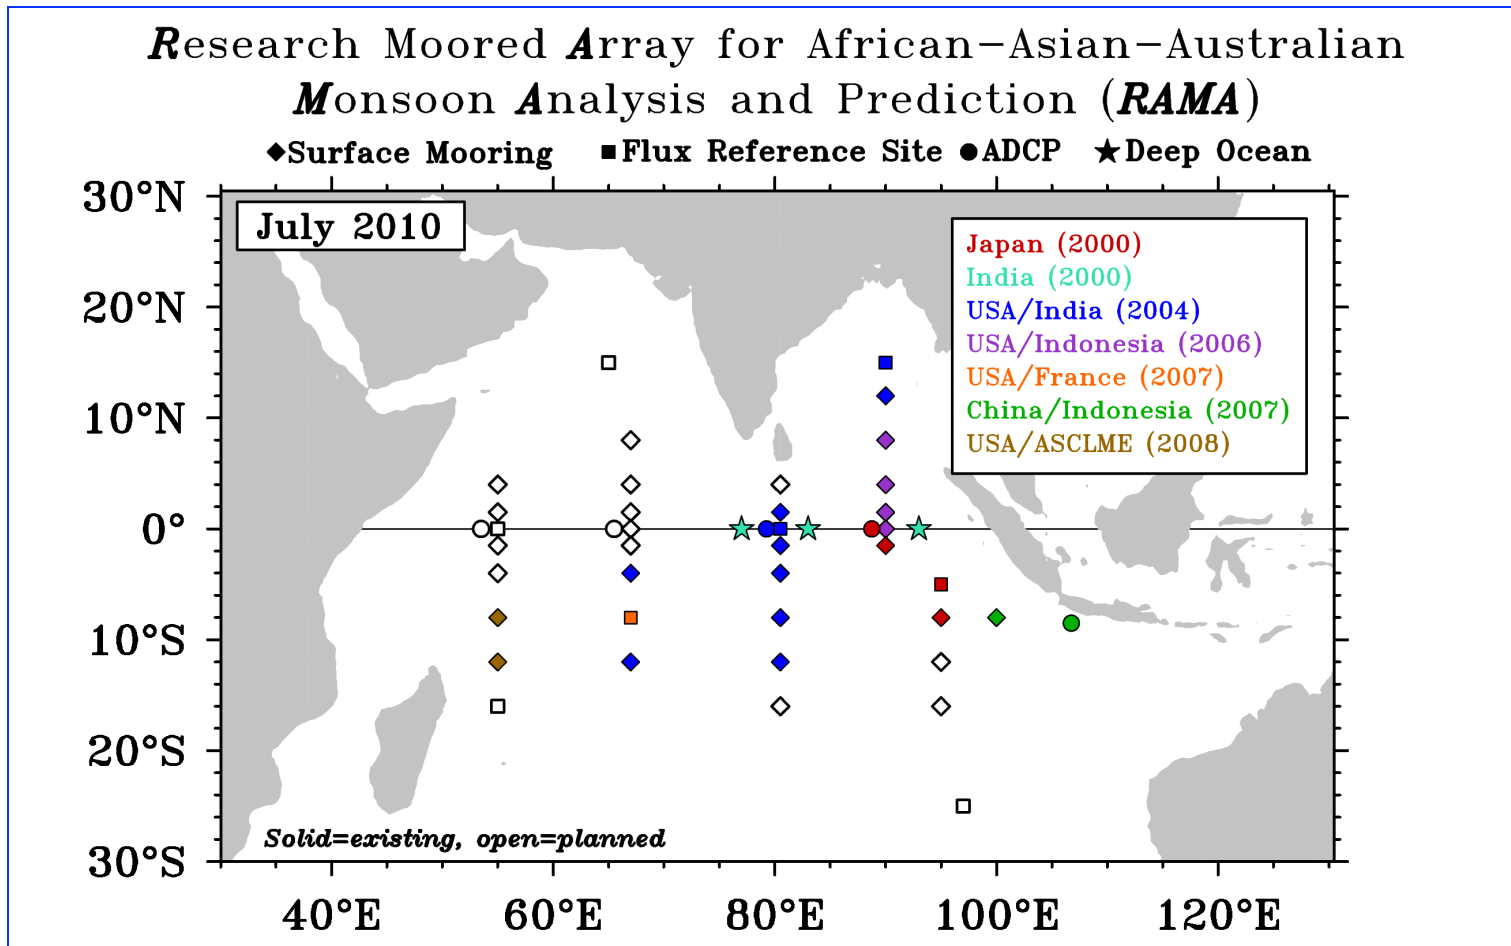 Research Moored Array for African-Asian-Australian
Monsoon Analysis and Prediction (RAMA)
Surface Mooring Flux Reference Site ADCP Deep Ocean
30°N
July 2010
Japan (2000)
India (2000)
USA/India (2004)
USA/Indonesia (2006)
USA/France (2007)
China/Indonesia (2007)
USA/ASCLME (2008)
20°N
10°N
0°
10°S
20°S
Solid=existing, open=planned
30°S
40°E 60°E 80°E 100°E 120°E